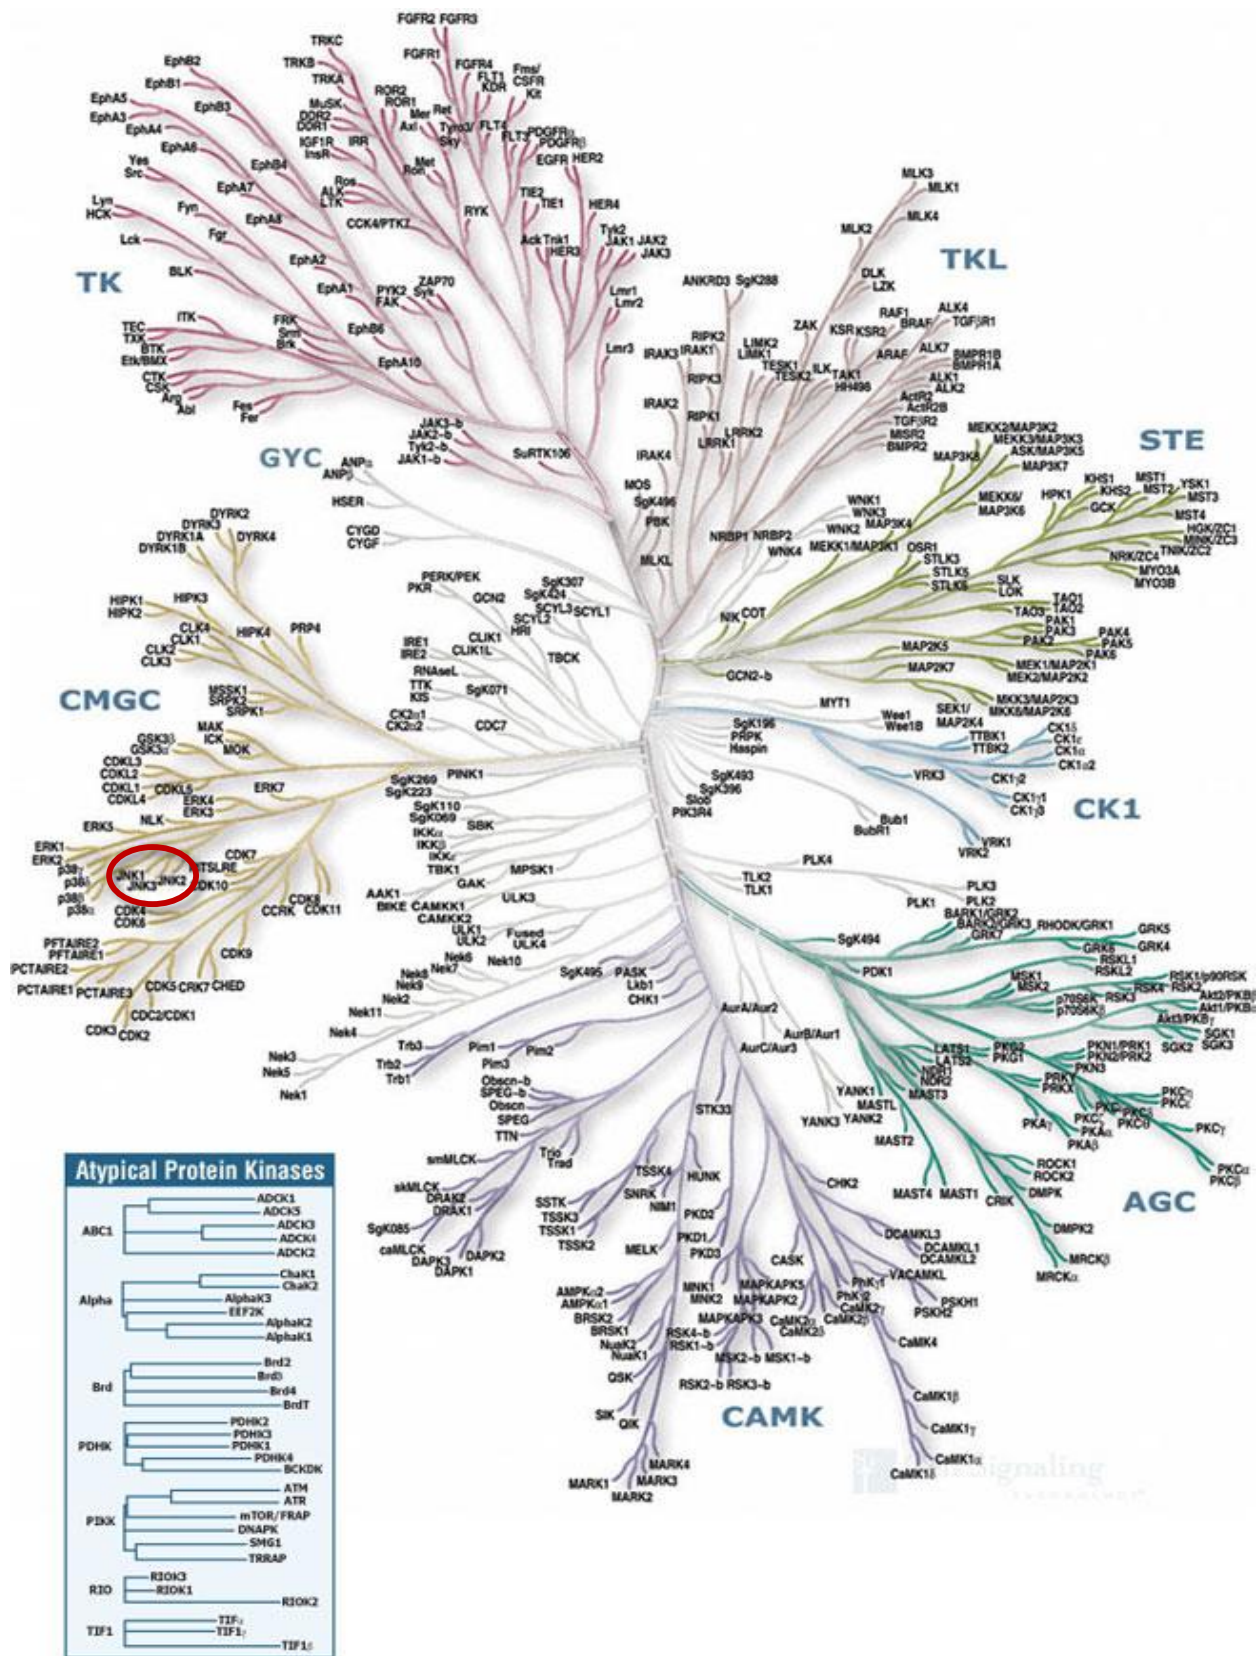 FGFR2 FGFR3
TRKC
FGFR1
EphB2
TRKB
FGFR4
Fms/
CSFR
EphB1
TRKA
FLT1
KDR
Kit
EphA5
EphB3
MuSK
ROR2
ROR1
Mer
Ret
EphA3
DDR2
DDR1
Axl
Tyro3/
Sky
FLT4
FLT3
PDGFRα
PDGFRβ
EphA4
IGF1R
InsR
IRR
EphA6
Met
Ron
EGFR
HER2
Yes
Src
EphB4
MLK3
MLK1
EphA7
Ros
ALK
LTK
TIE2
TIE1
HER4
Lyn
HCK
Fyn
EphA8
CCK4/PTK7
RYK
MLK4
Lck
Fgr
Ack
Tnk1
HER3
Tyk2
JAK1
JAK2
JAK3
MLK2
BLK
EphA2
TKL
TK
EphA1
PYK2
FAK
ZAP70
Syk
Lmr1
Lmr2
ANKRD3
SgK288
DLK
LZK
ITK
FRK
Srm
Brk
EphB6
TEC
TXK
BTK
Etk/BMX
EphA10
Lmr3
IRAK3
IRAK1
RIPK2
LIMK2
LIMK1
TESK1
TESK2
ZAK
KSR
KSR2
RAF1
BRAF
ARAF
ALK4
TGFβR1
ILK
TAK1
HH498
ALK7
BMPR1B
BMPR1A
CTK
CSK
Arg
Abl
Fes
Fer
RIPK3
ALK1
ALK2
IRAK2
RIPK1
LRRK2
LRRK1
ActR2
ActR2B
TGFβR2
MISR2
BMPR2
JAK3~b
JAK2~b
Tyk2~b
JAK1~b
SuRTK106
IRAK4
MEKK2/MAP3K2
MEKK3/MAP3K3
ASK/MAP3K5
MAP3K8
MAP3K7
STE
GYC
ANPα
ANPβ
HSER
CYGD
CYGF
MOS
SgK496
PBK
MLKL
NRBP1
NRBP2
WNK1
WNK3
WNK2
WNK4
MAP3K4
MEKK6/
MAP3K6
MEKK1/MAP3K1
HPK1
KHS1
KHS2
GCK
MST1
MST2
YSK1
MST3
MST4
HGK/ZC1
MINK/ZC3
TNIK/ZC2
NRK/ZC4
MYO3A
MYO3B
OSR1
STLK3
STLK5
STLK6
SLK
LOK
TAO1
TAO2
TAO3
NIK
COT
PAK1
PAK3
PAK2
PAK4
PAK5
PAK6
MAP2K5
MAP2K7
MEK1/MAP2K1
MEK2/MAP2K2
MKK3/MAP2K3
MKK6/MAP2K6
SEK1/
MAP2K4
GCN2~b
DYRK2
DYRK3
DYRK1A
DYRK1B
DYRK4
PERK/PEK
PKR
GCN2
SgK307
SgK424
SCYL3
SCYL2
SCYL1
HRI
HIPK1
HIPK2
HIPK3
CLK4
CLK1
CLK2
CLK3
HIPK4
PRP4
CLIK1
CLIK1L
IRE1
IRE2
TBCK
RNAseL
TTK
KIS
SgK071
CK2α1
CK2α2
CDC7
MYT1
Wee1
Wee1B
SgK196
PRPK
Haspin
TTBK1
TTBK2
CK1δ
CK1ε
CK1α
CK1α2
CMGC
MSSK1
SRPK2
SRPK1
MAK
ICK
MOK
GSK3β
GSK3α
CDKL3
CDKL2
CDKL1
CDKL5
CDKL4
ERK7
ERK4
ERK3
NLK
ERK5
PINK1
SgK269
SgK223
SgK110
SgK069
SBK
SgK493
SgK396
Slob
PIK3R4
VRK3
CK1γ2
CK1γ1
CK1γ3
CK1
Bub1
BubR1
VRK1
VRK2
ERK1
ERK2
p38γ
p38δ
p38β
p38α
JNK1
JNK3
JNK2
CDK7
CDK10
CDK4
CDK6
CCRK
CDK8
CDK11
IKKα
IKKβ
IKKε
TBK1
MPSK1
GAK
AAK1
BIKE
CAMKK1
CAMKK2
ULK3
ULK1
ULK2
Fused
ULK4
PLK4
TLK2
TLK1
PLK3
PLK1
PLK2
BARK1/GRK2
BARK2/GRK3
RHODK/GRK1
GRK5
GRK7
GRK6
GRK4
PFTAIRE2
PFTAIRE1
PCTAIRE2
PCTAIRE1
PCTAIRE3
CDK9
CDK5
CRK7
CHED
CDC2/CDK1
CDK3
CDK2
Nek6
Nek7
Nek10
Nek8
Nek9
Nek2
Nek11
Nek4
Nek3
Nek5
Nek1
SgK495
PASK
Lkb1
CHK1
SgK494
PDK1
RSKL1
RSKL2
MSK1
MSK2
RSK1/p90RSK
RSK4
RSK2
RSK3
p70S6K
p70S6Kβ
Akt2/PKBβ
Akt1/PKBα
Akt3/PKBγ
SGK1
SGK2
SGK3
AurA/Aur2
AurB/Aur1
AurC/Aur3
Trb3
Trb2
Trb1
Pim1
Pim2
Pim3
LATS1
LATS2
NDR1
NDR2
PKG2
PKG1
PKN1/PRK1
PKN2/PRK2
PKN3
PRKY
PRKX
YANK1
YANK2
YANK3
MASTL
MAST3
MAST2
MAST4
MAST1
PKAγ
PKAα
PKAβ
PKCζ
PKCδ
PKCθ
PKCη
PKCε
PKCγ
PKCα
PKCβ
Obscn~b
SPEG~b
Obscn
SPEG
TTN
STK33
smMLCK
skMLCK
Trio
Trad
TSSK4
HUNK
SNRK
NIM1
CHK2
ROCK1
ROCK2
DMPK
CRIK
DMPK2
MRCKβ
MRCKα
AGC
DRAK2
DRAK1
SgK085
caMLCK
DAPK3
DAPK2
DAPK1
SSTK
TSSK3
TSSK1
TSSK2
PKD2
PKD1
PKD3
MELK
DCAMKL3
DCAMKL1
DCAMKL2
CASK
VACAMKL
PhKγ1
PhKγ2
PSKH1
PSKH2
MNK1
MNK2
MAPKAPK5
MAPKAPK2
MAPKAPK3
CaMK2γ
CaMK2α
CaMK2β
CaMK2δ
CaMK4
AMPKα2
AMPKα1
BRSK2
BRSK1
NuaK2
NuaK1
RSK4~b
RSK1~b
MSK2~b
MSK1~b
RSK2~b
RSK3~b
QSK
SIK
QIK
CaMK1β
CaMK1γ
CaMK1α
CaMK1δ
CAMK
MARK4
MARK1
MARK3
MARK2
Signaling
Atypical Protein Kinases
ADCK1
ADCK5
ABC1
ADCK3
ADCK4
ADCK2
ChaK1
ChaK2
Alpha
AlphaK3
EEF2K
AlphaK2
AlphaK1
Brd2
Brd3
Brd
Brd4
BrdT
PDHK2
PDHK3
PDHK
PDHK1
PDHK4
BCKDK
ATM
ATR
PIKK
mTOR/FRAP
DNAPK
SMG1
TRRAP
RIOK3
RIO
RIOK1
RIOK2
TIFα
TIF1
TIF1γ
TIF1β